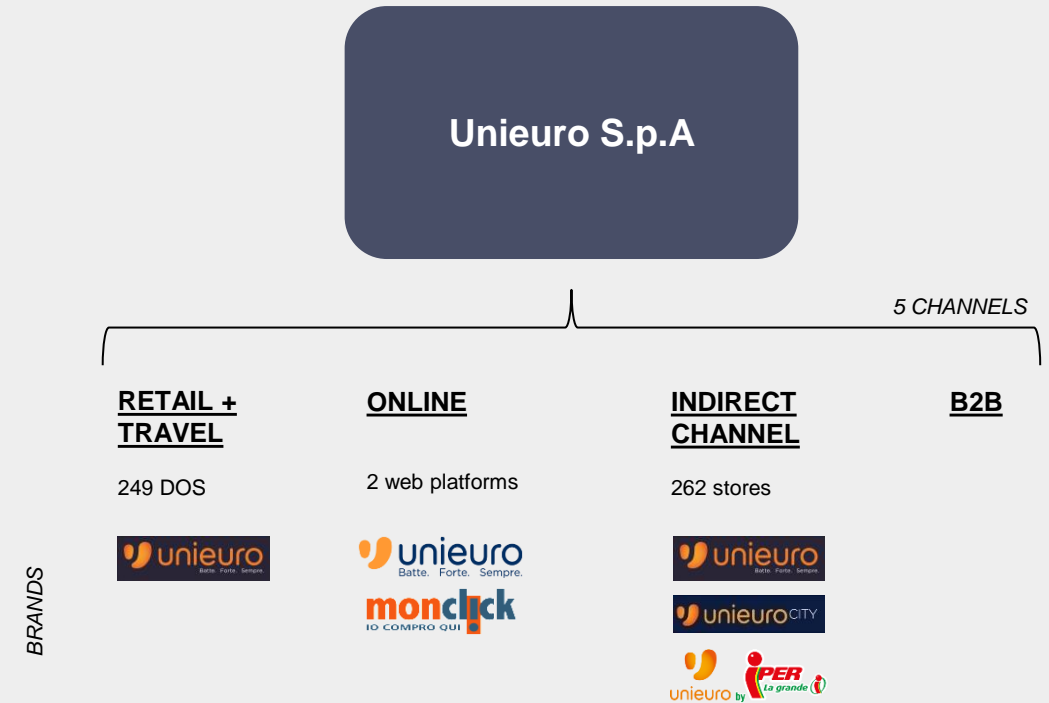 Unieuro S.p.A
5 CHANNELS
RETAIL +
TRAVEL
249 DOS
ONLINE
2 web platforms
INDIRECT
CHANNEL
262 stores
B2B
BRANDS
unieuro
Batte. Forte. Sempre.
unieuro
Batte. Forte. Sempre.
monclick
IO COMPRO QUI
unieuro
Batte. Forte. Sempre.
unieuro CITY
unieuro by IPER
La grande i